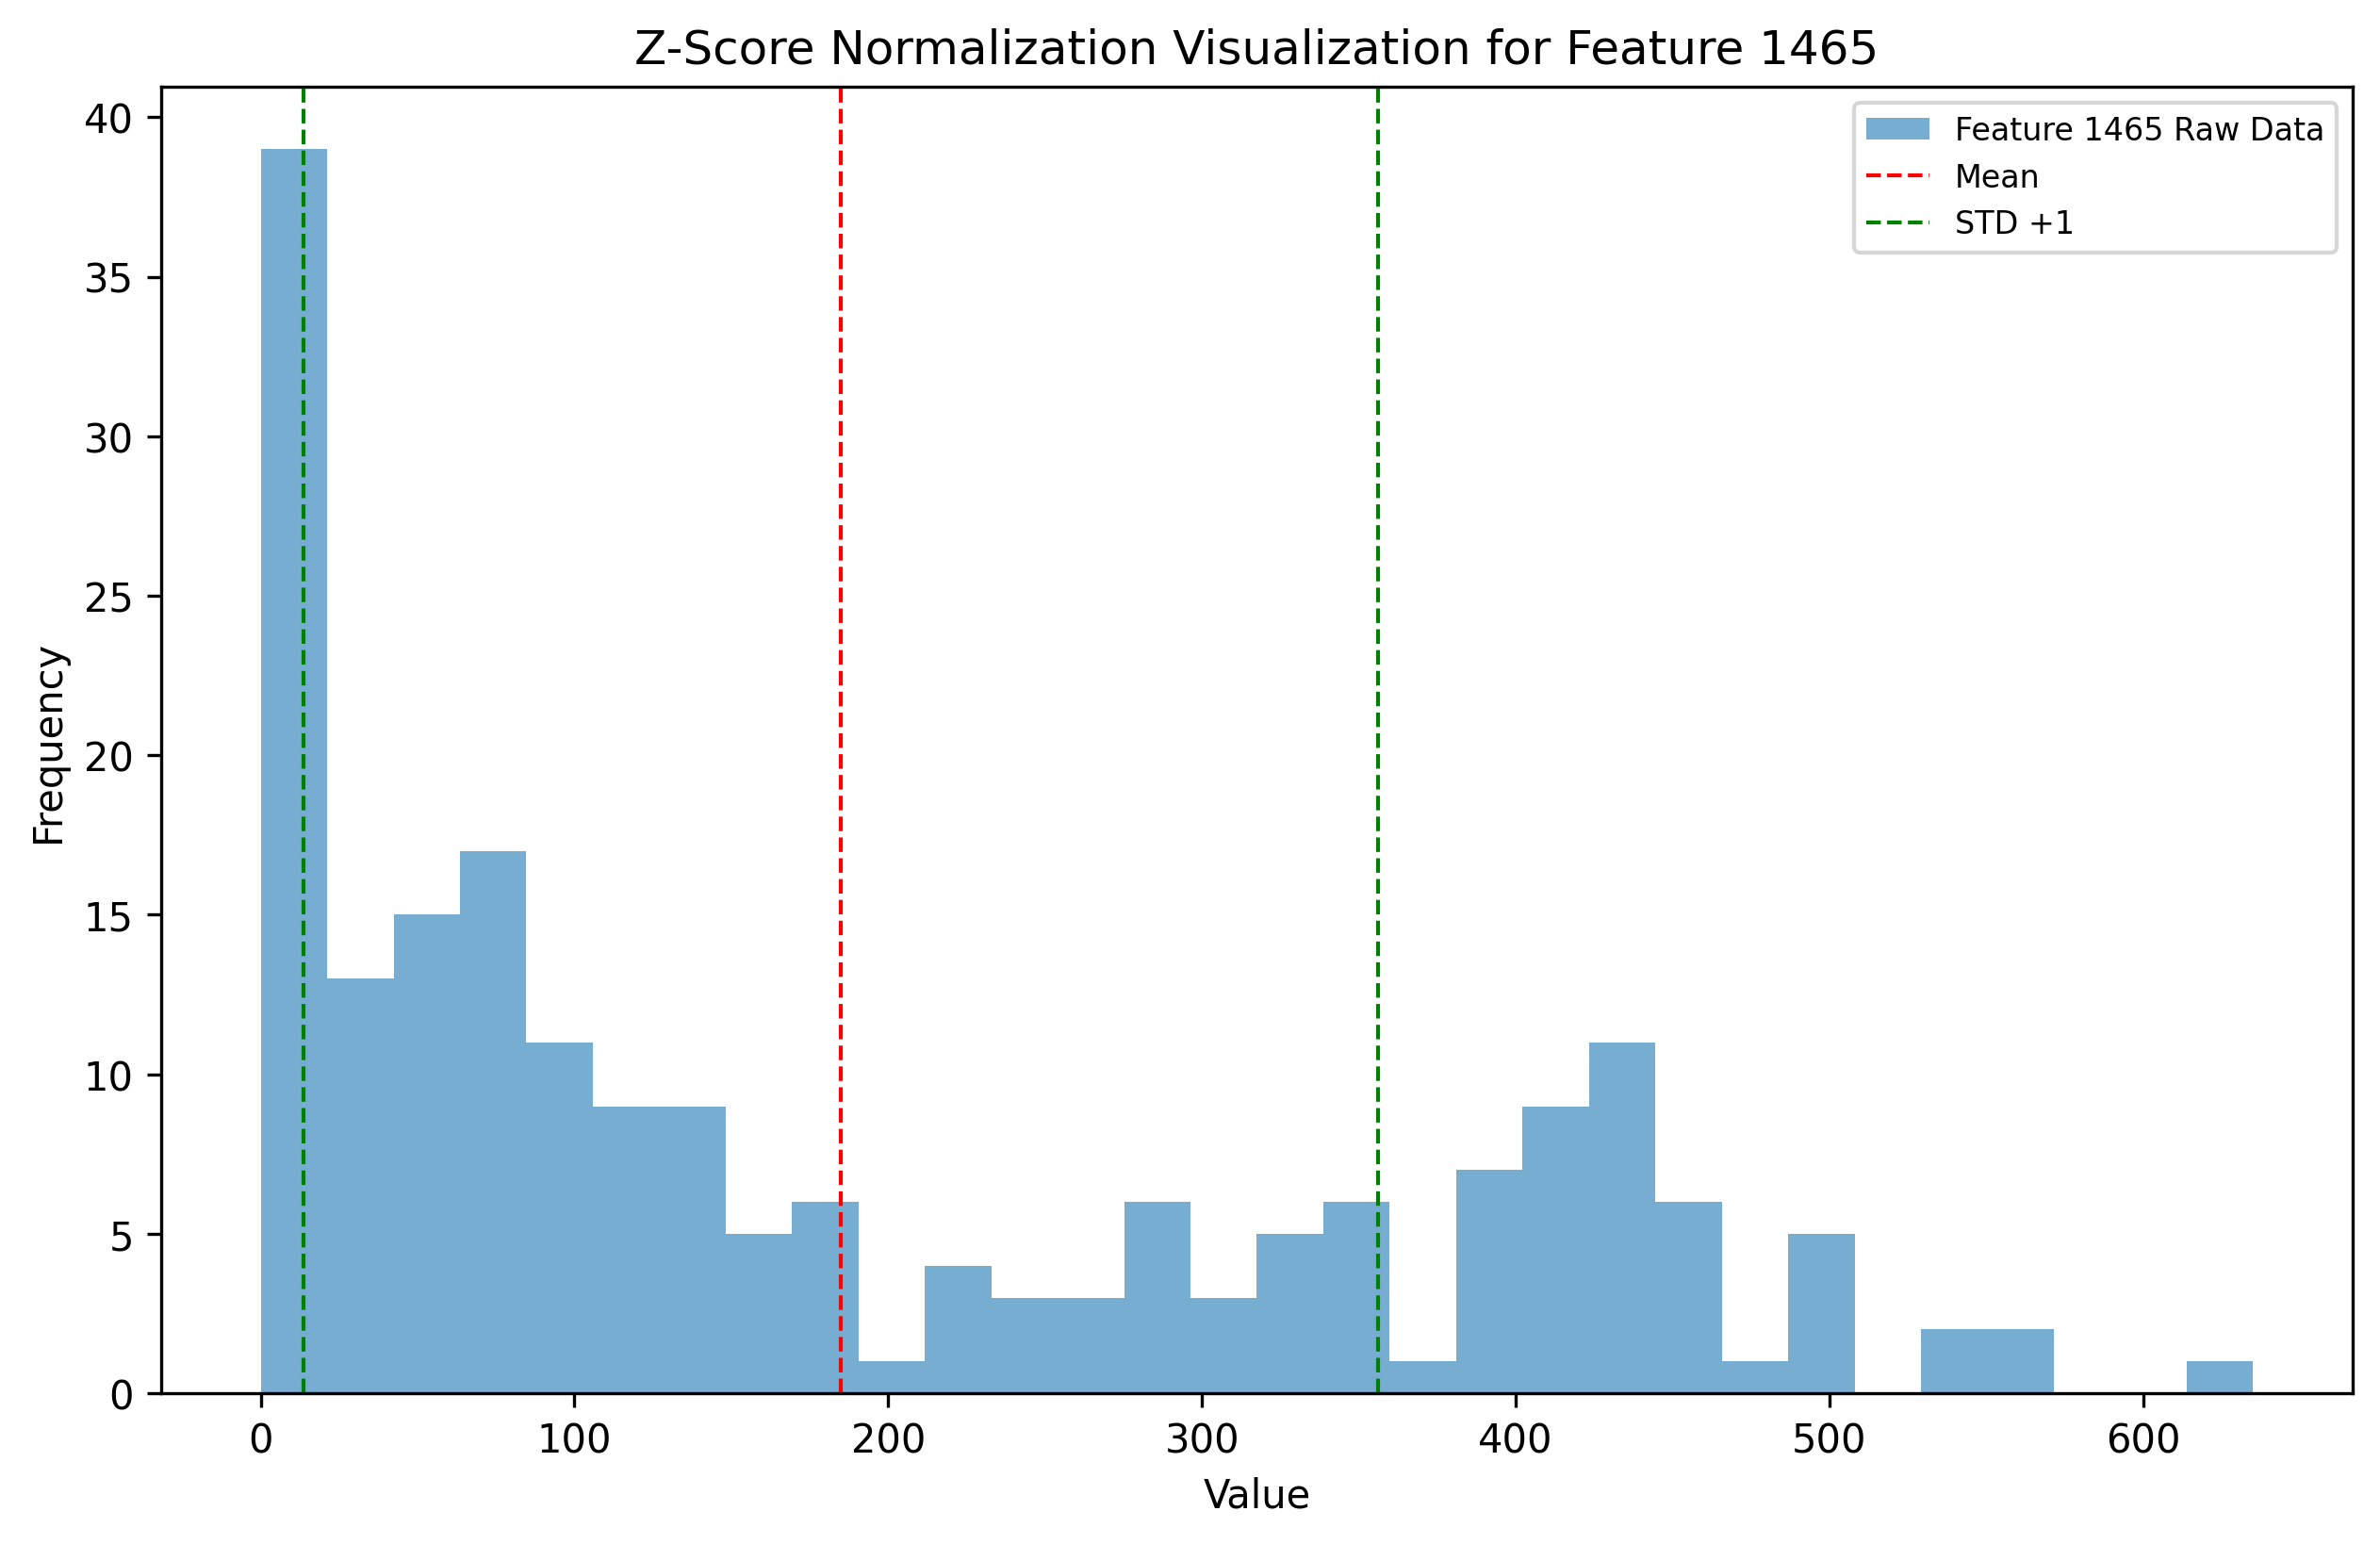 Z-Score Normalization Visualization for Feature 1465
Feature 1465 Raw Data
Mean
STD +1
40
35
30
25
20
15
10
5
0
Frequency
0 100 200 300 400 500 600
Value